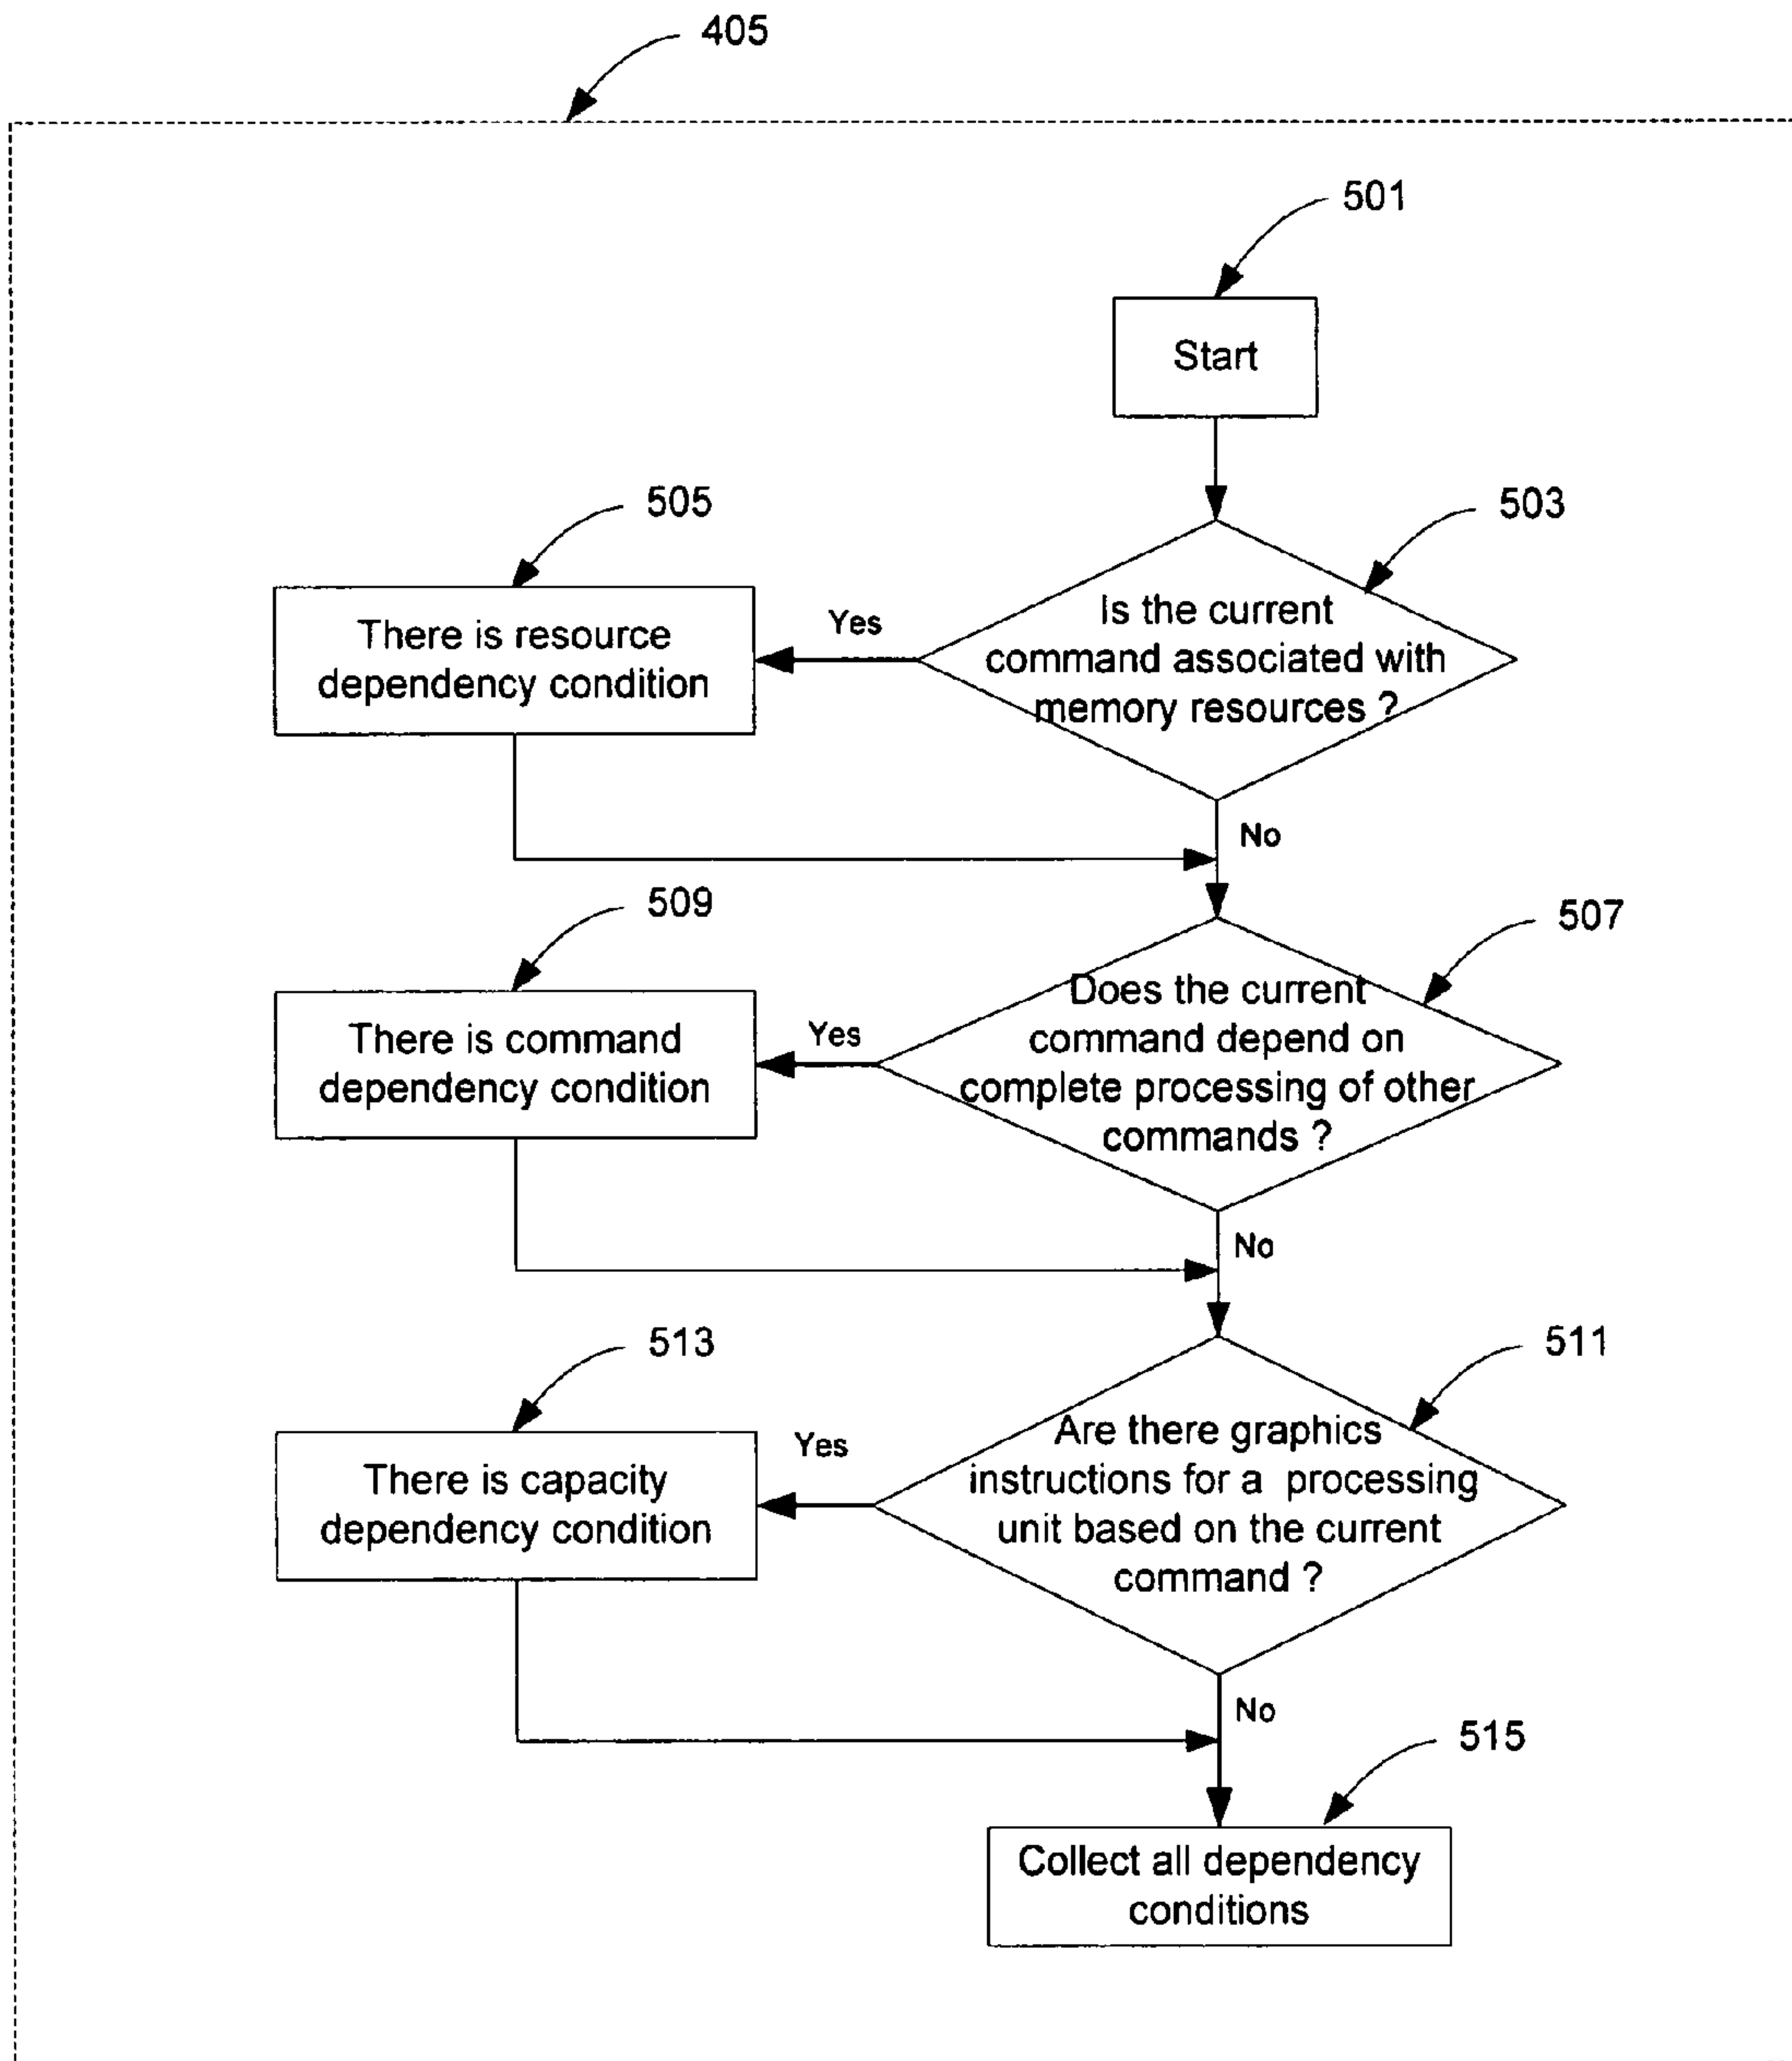 405
501
Start
505
503
There is resource
dependency condition
Yes
Is the current
command associated with
memory resources ?
No
509
507
There is command
dependency condition
Yes
Does the current
command depend on
complete processing of other
commands ?
No
513
511
There is capacity
dependency condition
Yes
Are there graphics
instructions for a processing
unit based on the current
command ?
No
515
Collect all dependency
conditions